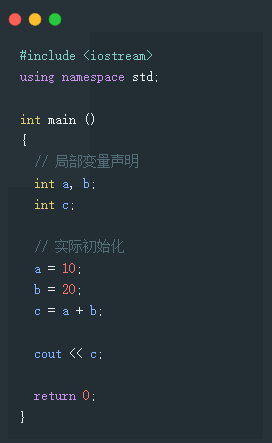 #include <iostream>
using namespace std;
int main ()
{
// 局部变量声明
int a, b;
int c;
// 实际初始化
a = 10;
b = 20;
c = a + b;
cout << c;
return 0;
}